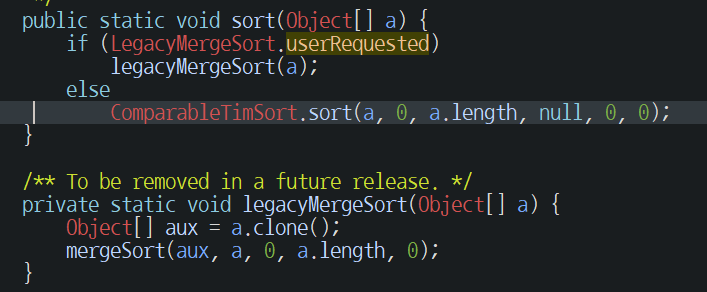 */
public static void sort(Object[] a) {
    if (LegacyMergeSort.userRequested)
        legacyMergeSort(a);
    else
        ComparableTimSort.sort(a, 0, a.length, null, 0, 0);
}
/** To be removed in a future release. */
private static void legacyMergeSort(Object[] a) {
    Object[] aux = a.clone();
    mergeSort(aux, a, 0, a.length, 0);
}